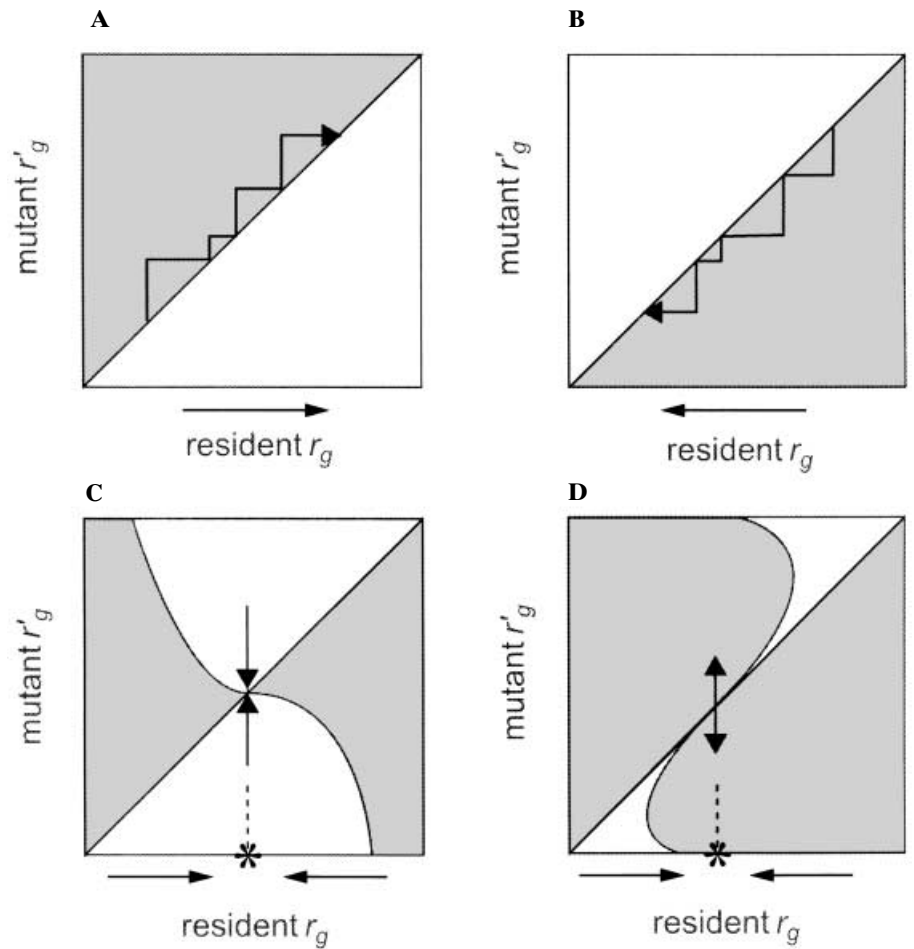 A
mutant r'g
resident rg
B
mutant r'g
resident rg
C
mutant r'g
resident rg
D
mutant r'g
resident rg